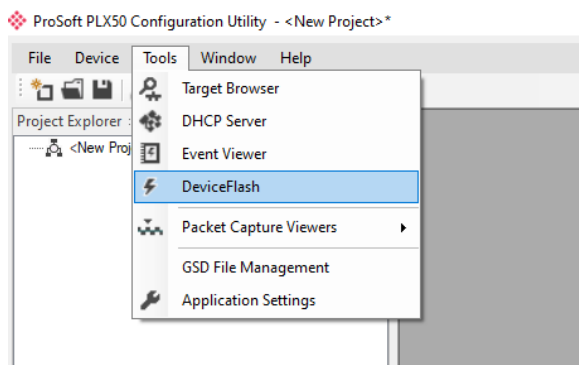 ProSoft PLX50 Configuration Utility - <New Project>*
File Device Tools Window Help
Project Explorer
<New Proj
Target Browser
DHCP Server
Event Viewer
DeviceFlash
Packet Capture Viewers
GSD File Management
Application Settings